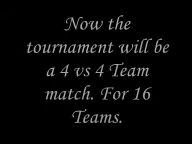 Now the
tournament will be
a 4 vs 4 Team
match. For 16
Teams.